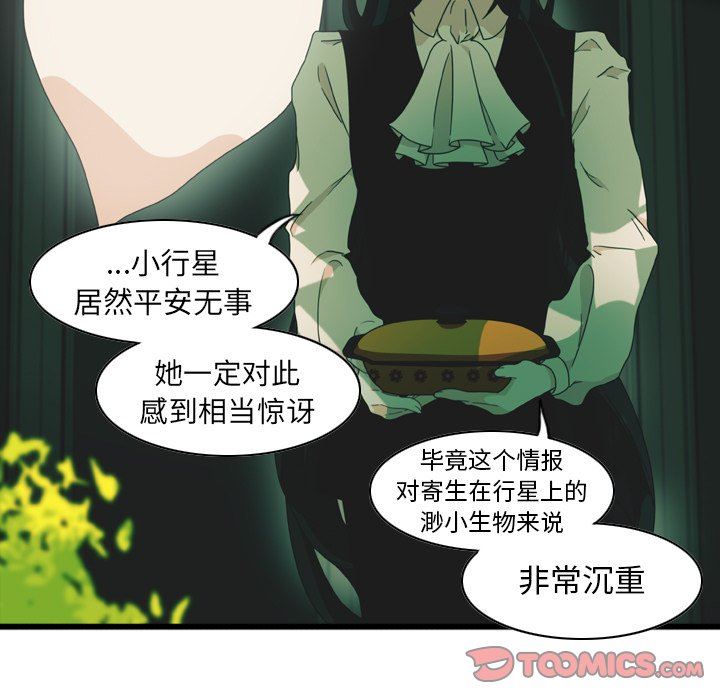 ...小行星
居然平安无事
她一定对此
感到相当惊讶
毕竟这个情报
对寄生在行星上的
渺小生物来说
非常沉重
TOOMICS.COM